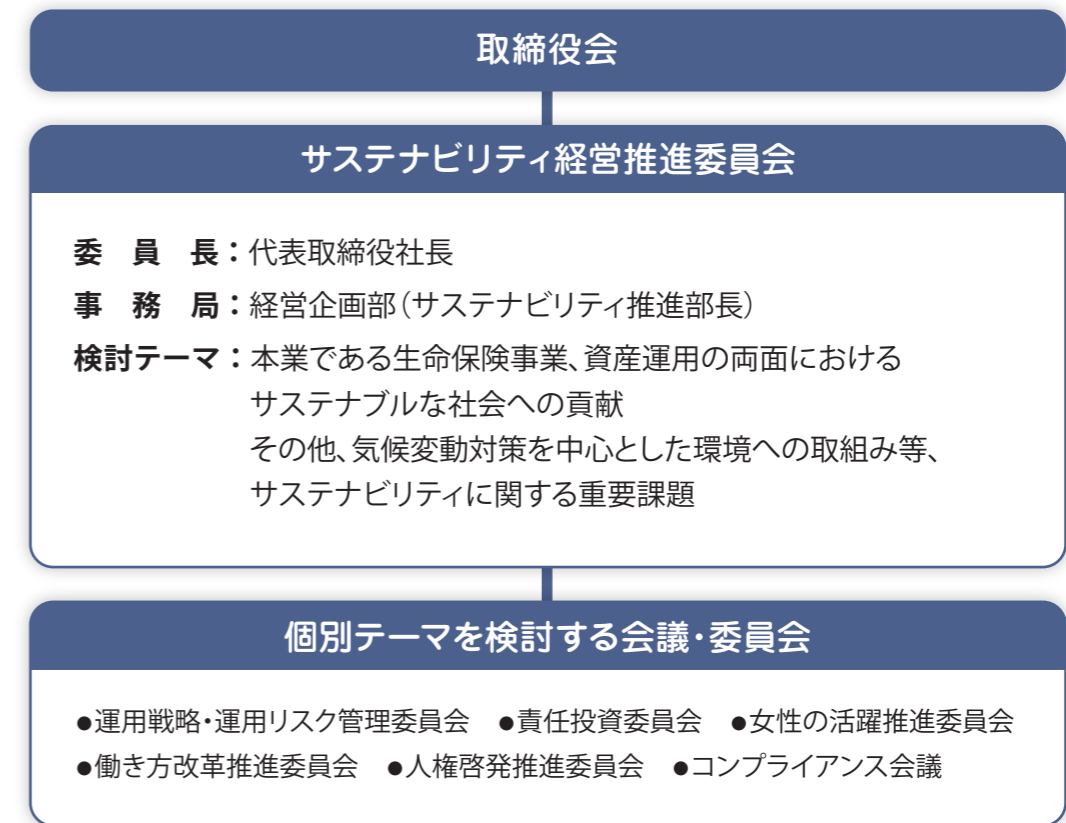 取締役会
サステナビリティ経営推進委員会
委　員　長：代表取締役社長
事　務　局：経営企画部（サステナビリティ推進部長）
検討テーマ：本業である生命保険事業、資産運用の両面における
サステナブルな社会への貢献
その他、気候変動対策を中心とした環境への取組み等、
サステナビリティに関する重要課題
個別テーマを検討する会議・委員会
●運用戦略・運用リスク管理委員会　●責任投資委員会　●女性の活躍推進委員会
●働き方改革推進委員会　●人権啓発推進委員会　●コンプライアンス会議